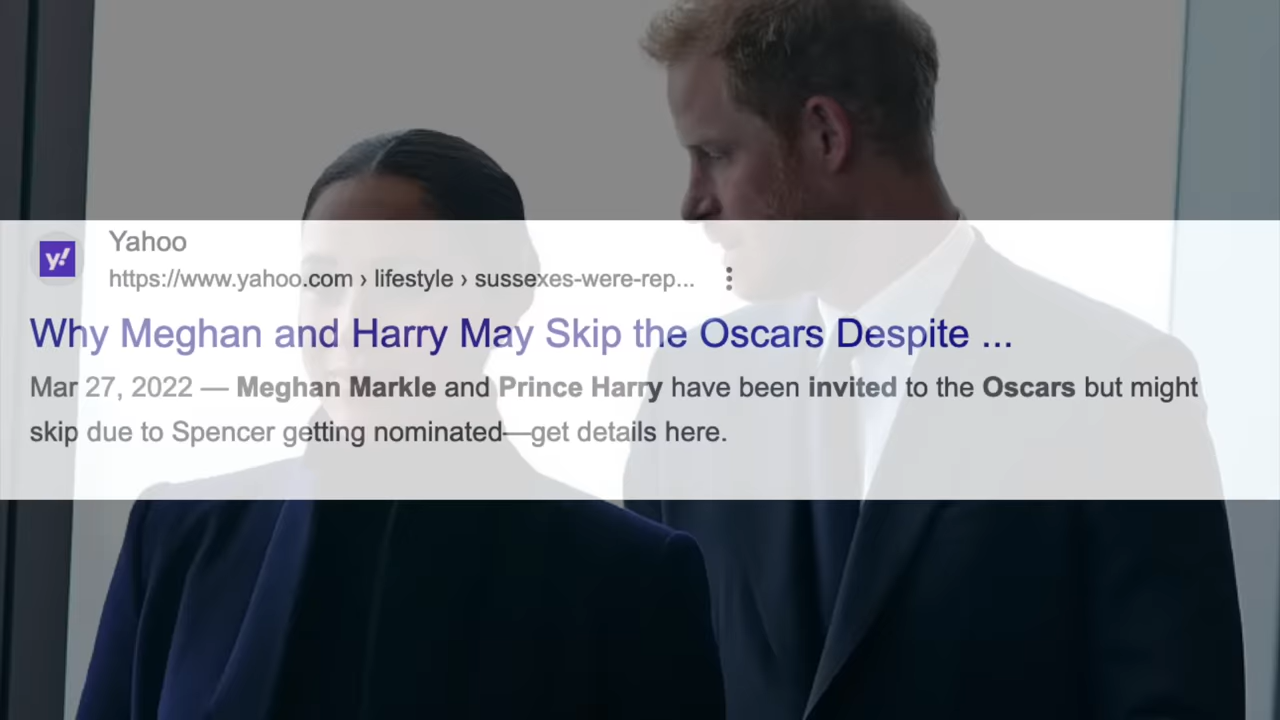 y!
Yahoo
https://www.yahoo.com › lifestyle › sussexes-were-rep...
Why Meghan and Harry May Skip the Oscars Despite ...
Mar 27, 2022 — Meghan Markle and Prince Harry have been invited to the Oscars but might
skip due to Spencer getting nominated—get details here.